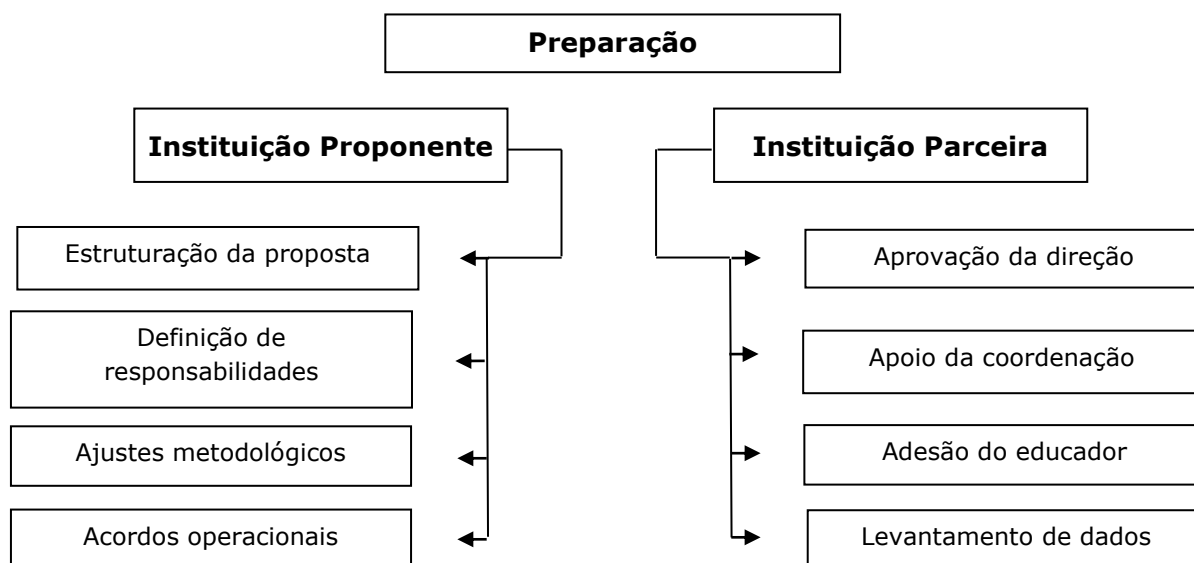 Preparação
Instituição Proponente
Instituição Parceira
Estruturação da proposta
Definição de
responsabilidades
Ajustes metodológicos
Acordos operacionais
Aprovação da direção
Apoio da coordenação
Adesão do educador
Levantamento de dados